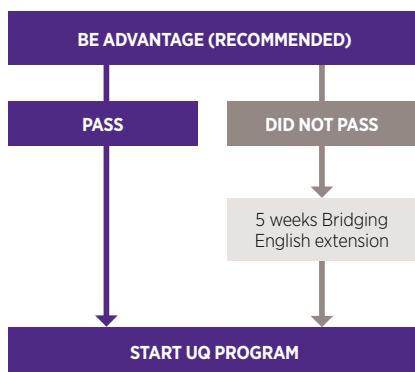 BE ADVANTAGE (RECOMMENDED)
PASS
DID NOT PASS
5 weeks Bridging
English extension
START UQ PROGRAM